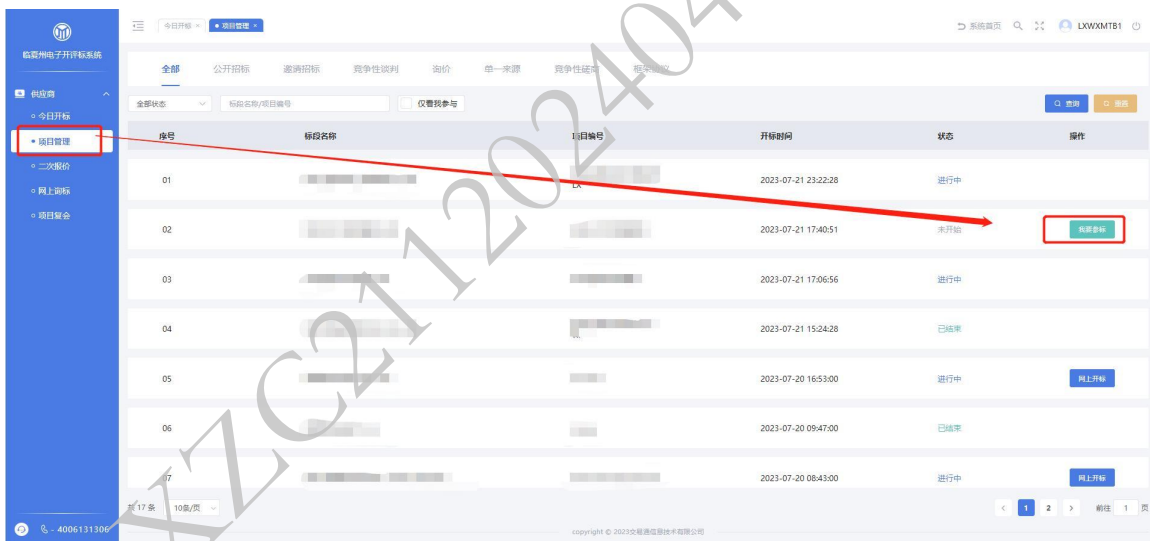 今日开标 × • 项目管理 ×
系统首页 LXWXMTB1
临夏州电子开评标系统
全部 公开招标 邀请招标 竞争性谈判 询价 单一来源 竞争性磋商
供应商
全部状态 标段名称/项目编号 仅看我参与 查询 重置
今日开标
项目管理
二次报价
网上询标
项目复会
序号 标段名称 项目编号 开标时间 状态 操作
01 2023-07-21 23:22:28 进行中
02 2023-07-21 17:40:51 未开始 我要参标
03 2023-07-21 17:06:56 进行中
04 2023-07-21 15:24:28 已结束
05 2023-07-20 16:53:00 进行中 网上开标
06 2023-07-20 09:47:00 已结束
07 2023-07-20 08:43:00 进行中 网上开标
共 17 条 10条/页 1 2 前往 1 页
- 4006131306
copyright © 2023交易通信息技术有限公司
XZC2111202404